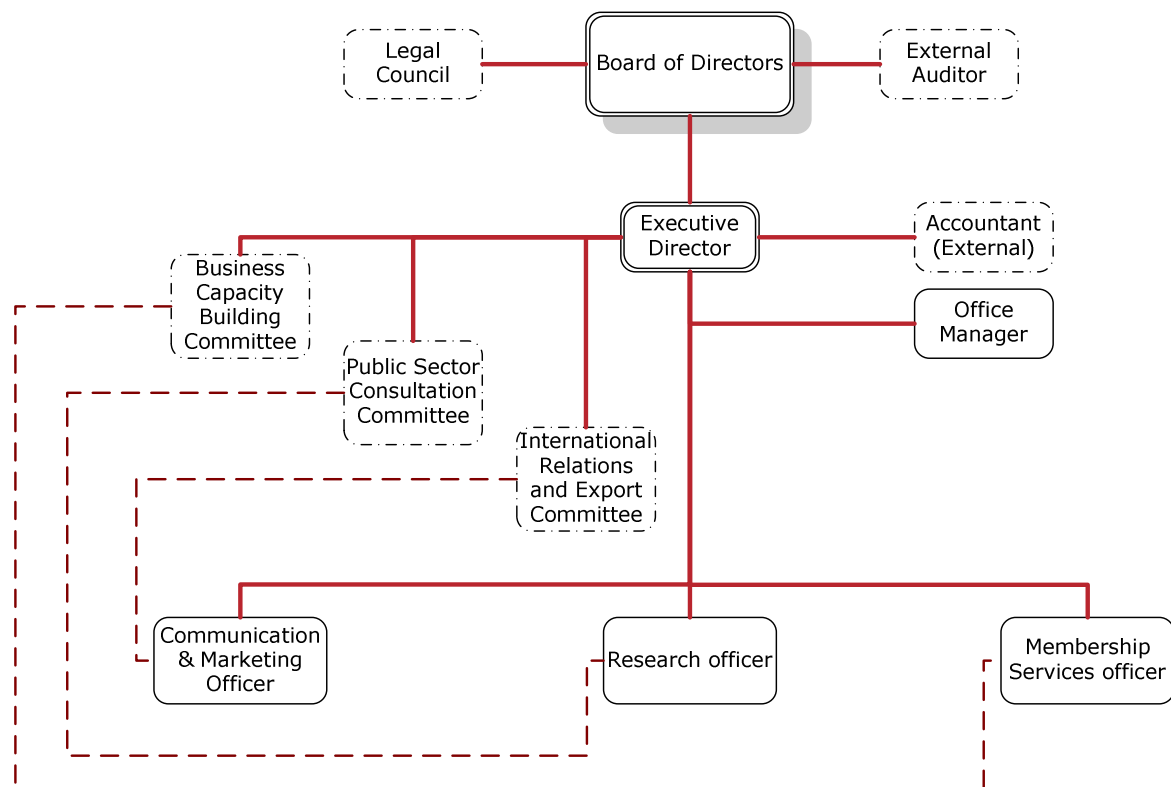 Legal
Council
Board of Directors
External
Auditor
Executive
Director
Accountant
(External)
Business
Capacity
Building
Committee
Office
Manager
Public Sector
Consultation
Committee
International
Relations
and Export
Committee
Communication
& Marketing
Officer
Research officer
Membership
Services officer